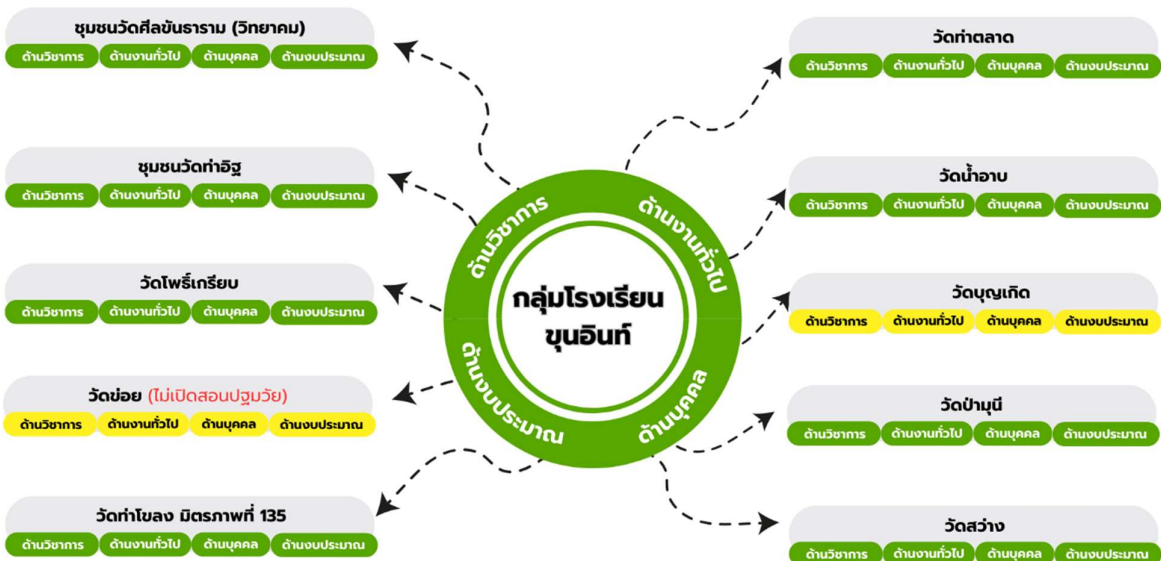 ชุมชนวัดศีลขันธาราม (วิทยาคม)
ด้านวิชาการ ด้านงานทั่วไป ด้านบุคคล ด้านงบประมาณ
ชุมชนวัดท่าอิฐ
ด้านวิชาการ ด้านงานทั่วไป ด้านบุคคล ด้านงบประมาณ
วัดโพธิ์เกรียบ
ด้านวิชาการ ด้านงานทั่วไป ด้านบุคคล ด้านงบประมาณ
วัดข่อย (ไม่เปิดสอนปฐมวัย)
ด้านวิชาการ ด้านงานทั่วไป ด้านบุคคล ด้านงบประมาณ
วัดท่าโขลง มิตรภาพที่ 135
ด้านวิชาการ ด้านงานทั่วไป ด้านบุคคล ด้านงบประมาณ
ด้านวิชาการ
ด้านงานทั่วไป
กลุ่มโรงเรียน
ขุนอินท์
ด้านงบประมาณ
ด้านบุคคล
วัดท่าตลาด
ด้านวิชาการ ด้านงานทั่วไป ด้านบุคคล ด้านงบประมาณ
วัดน้ำอาบ
ด้านวิชาการ ด้านงานทั่วไป ด้านบุคคล ด้านงบประมาณ
วัดบุญเกิด
ด้านวิชาการ ด้านงานทั่วไป ด้านบุคคล ด้านงบประมาณ
วัดป่ามุนี
ด้านวิชาการ ด้านงานทั่วไป ด้านบุคคล ด้านงบประมาณ
วัดสว่าง
ด้านวิชาการ ด้านงานทั่วไป ด้านบุคคล ด้านงบประมาณ